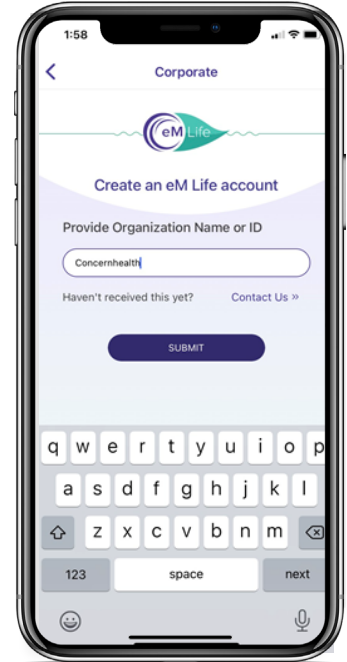 1:58
Corporate
eM Life
Create an eM Life account
Provide Organization Name or ID
Concernhealth
Haven't received this yet? Contact Us »
SUBMIT
q w e r t y u i o p
a s d f g h j k l
z x c v b n m
123 space next